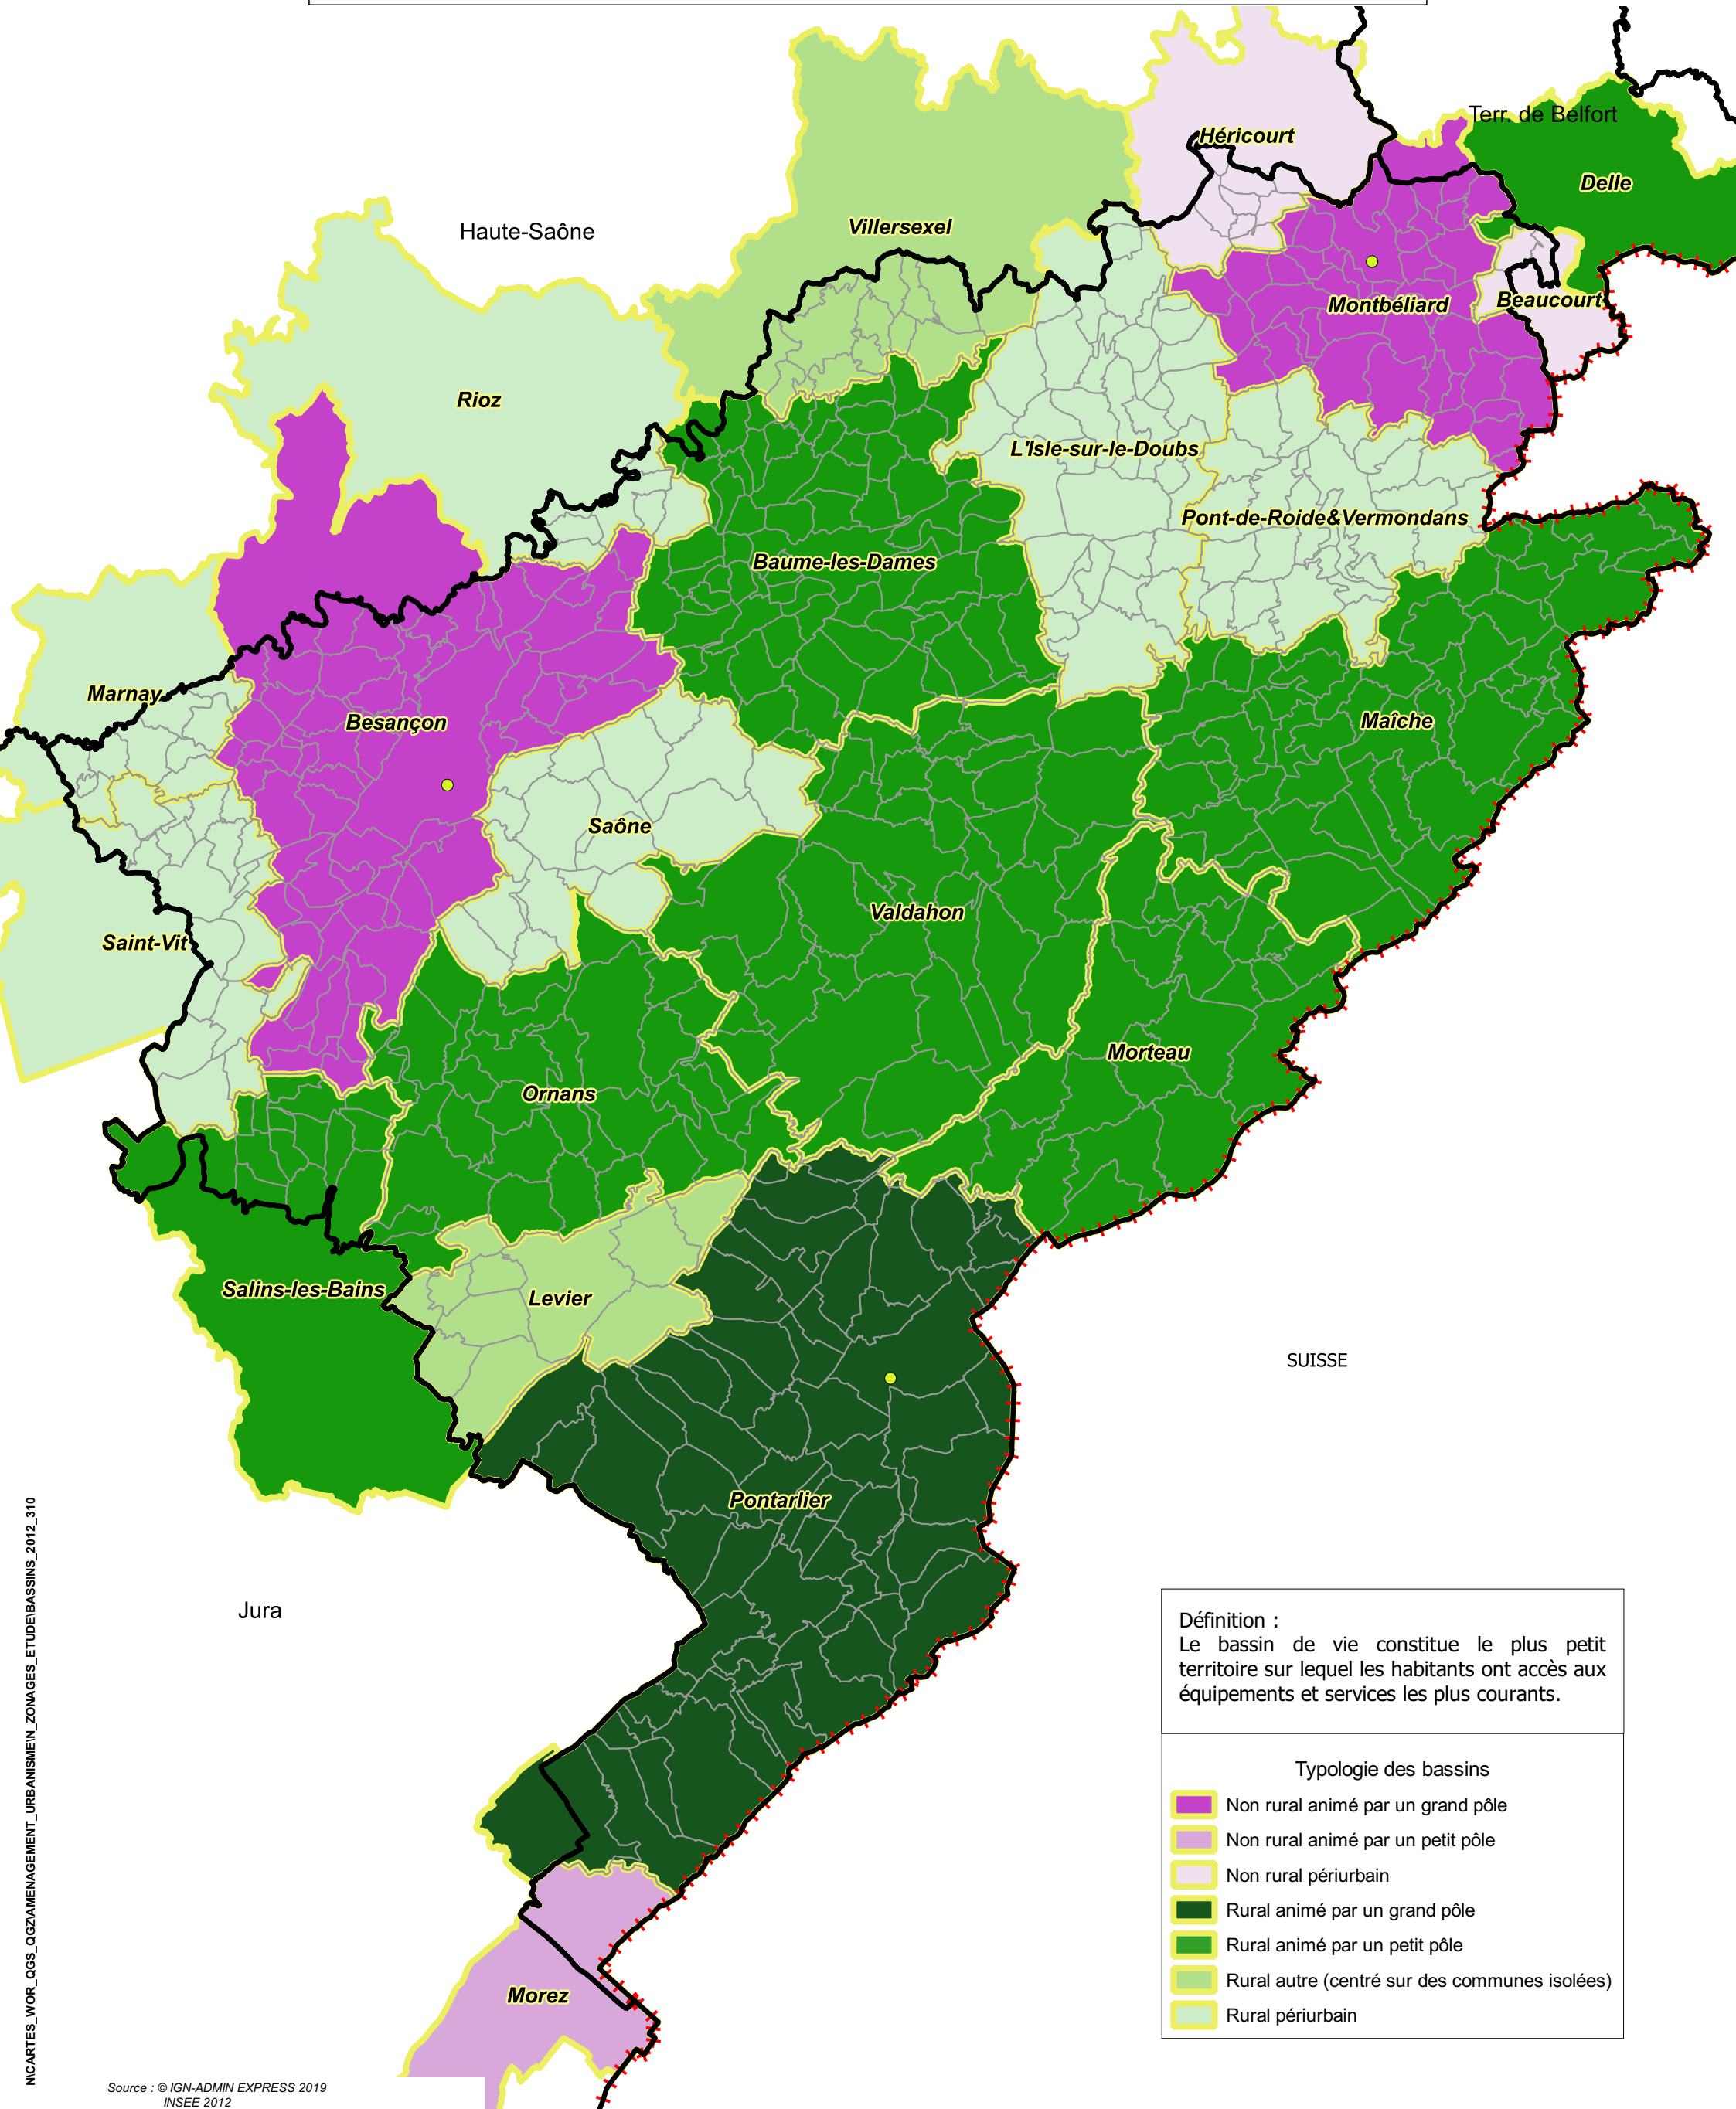 Terr. de Belfort
Héricourt
Delle
Haute-Saône
Villersexel
Beaucourt
Montbéliard
Rioz
L'Isle-sur-le-Doubs
Pont-de-Roide&Vermondans
Baume-les-Dames
Marnay
Besançon
Maîche
Saône
Valdahon
Saint-Vit
Morteau
Ornans
Salins-les-Bains
Levier
SUISSE
Pontarlier
Jura
Définition :
Le bassin de vie constitue le plus petit
territoire sur lequel les habitants ont accès aux
équipements et services les plus courants.
Typologie des bassins
Non rural animé par un grand pôle
Non rural animé par un petit pôle
Non rural périurbain
Rural animé par un grand pôle
Rural animé par un petit pôle
Rural autre (centré sur des communes isolées)
Rural périurbain
Morez
N\CARTES_WOR_QGS_QGZ\AMENAGEMENT_URBANISME\N_ZONAGES_ETUDE\BASSINS_2012_310
Source : © IGN-ADMIN EXPRESS 2019
INSEE 2012